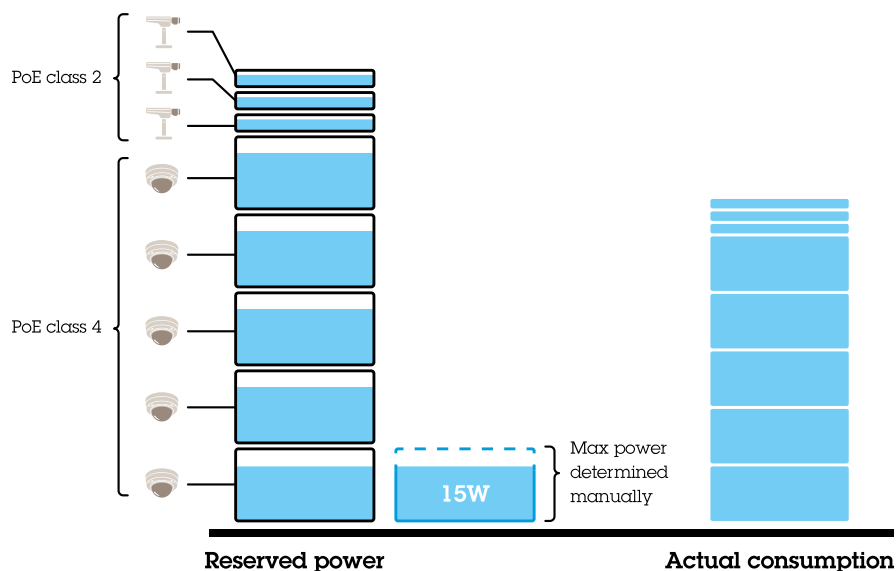 PoE class 2
PoE class 4
15W
Max power
determined
manually
Reserved power
Actual consumption